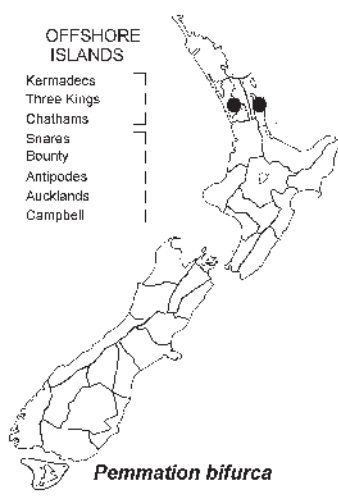 OFFSHORE
ISLANDS
Kermadecs
Three Kings
Chathams
Snares
Bounty
Antipodes
Aucklands
Campbell
Pemmation bifurca